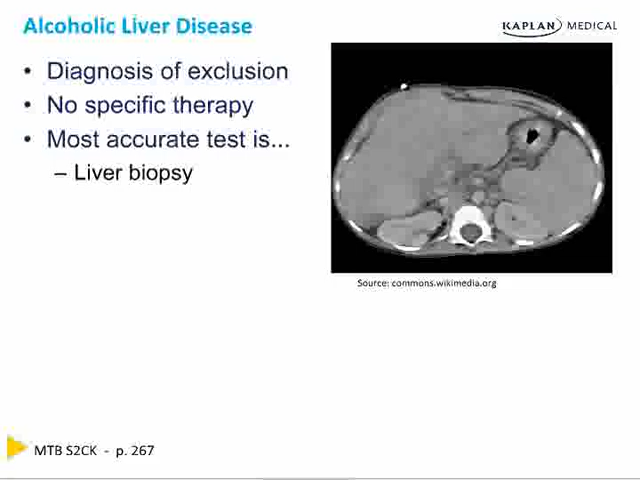 Alcoholic Liver Disease
KAPLAN MEDICAL
• Diagnosis of exclusion
• No specific therapy
• Most accurate test is...
– Liver biopsy
Source: commons.wikimedia.org
MTB S2CK - p. 267